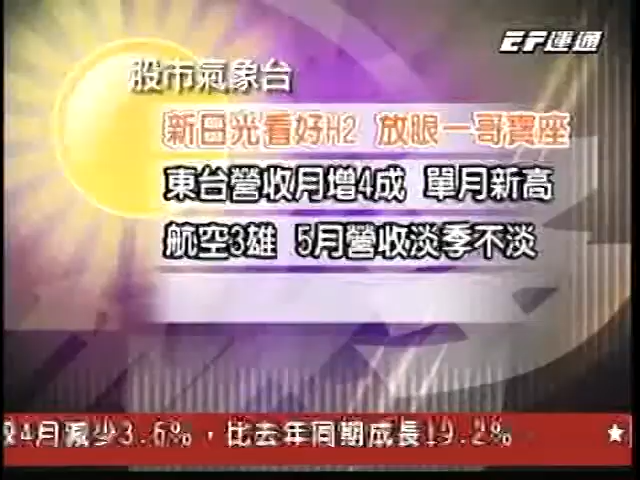 EF運通
股市氣象台
新日光看好H2 放眼一哥寶座
東台營收月增4成 單月新高
航空3雄 5月營收淡季不淡
4月減少3.6%,比去年同期成長19.2% ★